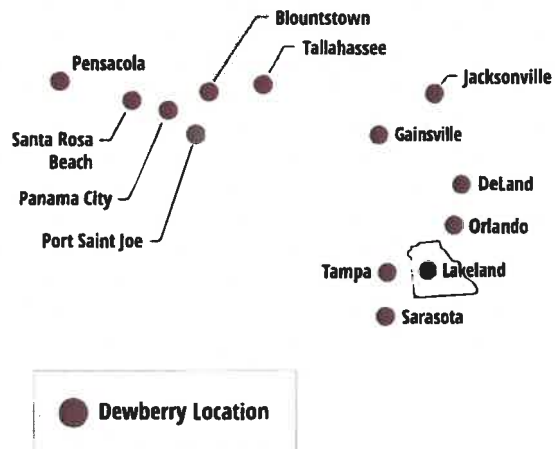 Blountstown
Tallahassee
Pensacola
Jacksonville
Santa Rosa
Beach
Gainsville
Panama City
DeLand
Port Saint Joe
Orlando
Tampa
Lakeland
Sarasota
Dewberry Location